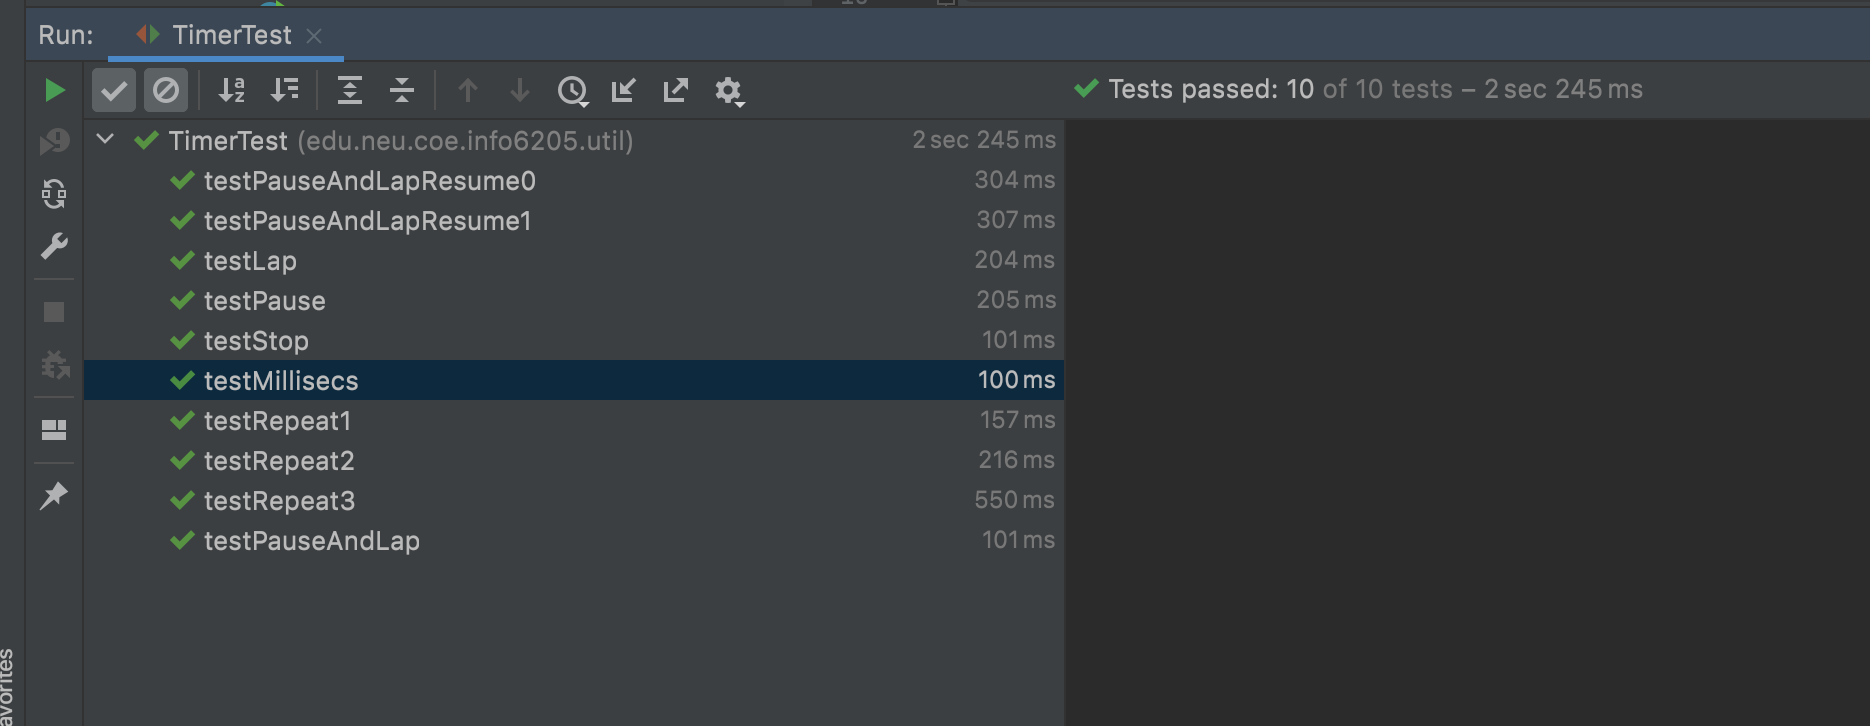 Run: TimerTest
Tests passed: 10 of 10 tests – 2 sec 245 ms
TimerTest (edu.neu.coe.info6205.util) 2 sec 245 ms
testPauseAndLapResume0 304 ms
testPauseAndLapResume1 307 ms
testLap 204 ms
testPause 205 ms
testStop 101 ms
testMillisecs 100 ms
testRepeat1 157 ms
testRepeat2 216 ms
testRepeat3 550 ms
testPauseAndLap 101 ms
avorites